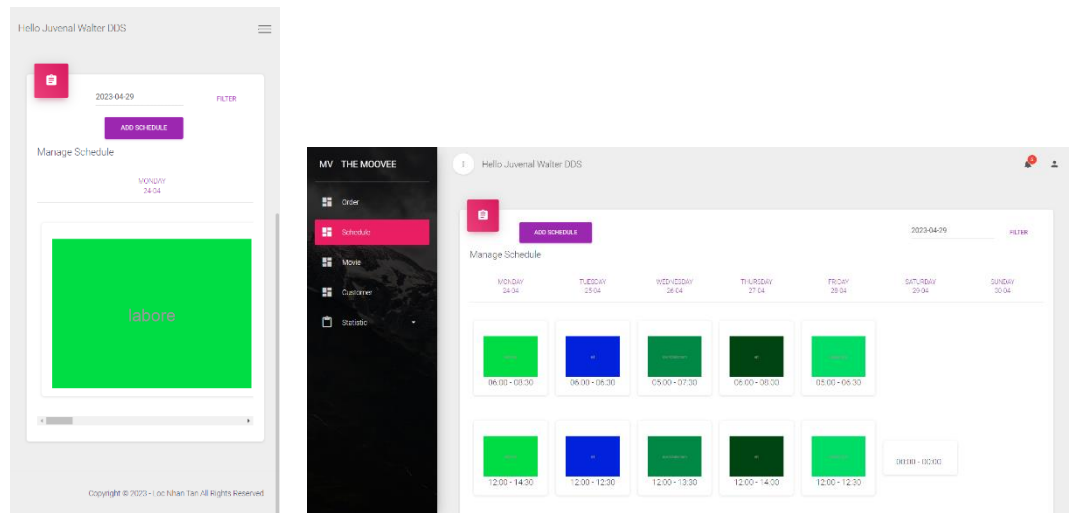 Hello Juvenal Walter DDS
2023-04-29
FILTER
ADD SCHEDULE
Manage Schedule
MONDAY
24-04
labore
Copyright © 2023 - Loc Nhan Tan All Rights Reserved
MV THE MOOVEE
Order
Schedule
Movie
Customer
Statistic
Hello Juvenal Walter DDS
ADD SCHEDULE
2023-04-29
FILTER
Manage Schedule
MONDAY TUESDAY WEDNESDAY THURSDAY FRIDAY SATURDAY SUNDAY
24-04 25-04 26-04 27-04 28-04 29-04 30-04
06:00 - 08:30 06:00 - 06:30 05:00 - 07:00 06:00 - 08:00 05:00 - 06:30
12:00 - 14:30 12:00 - 12:30 12:00 - 13:30 12:00 - 14:00 12:00 - 12:30 00:00 - 00:00